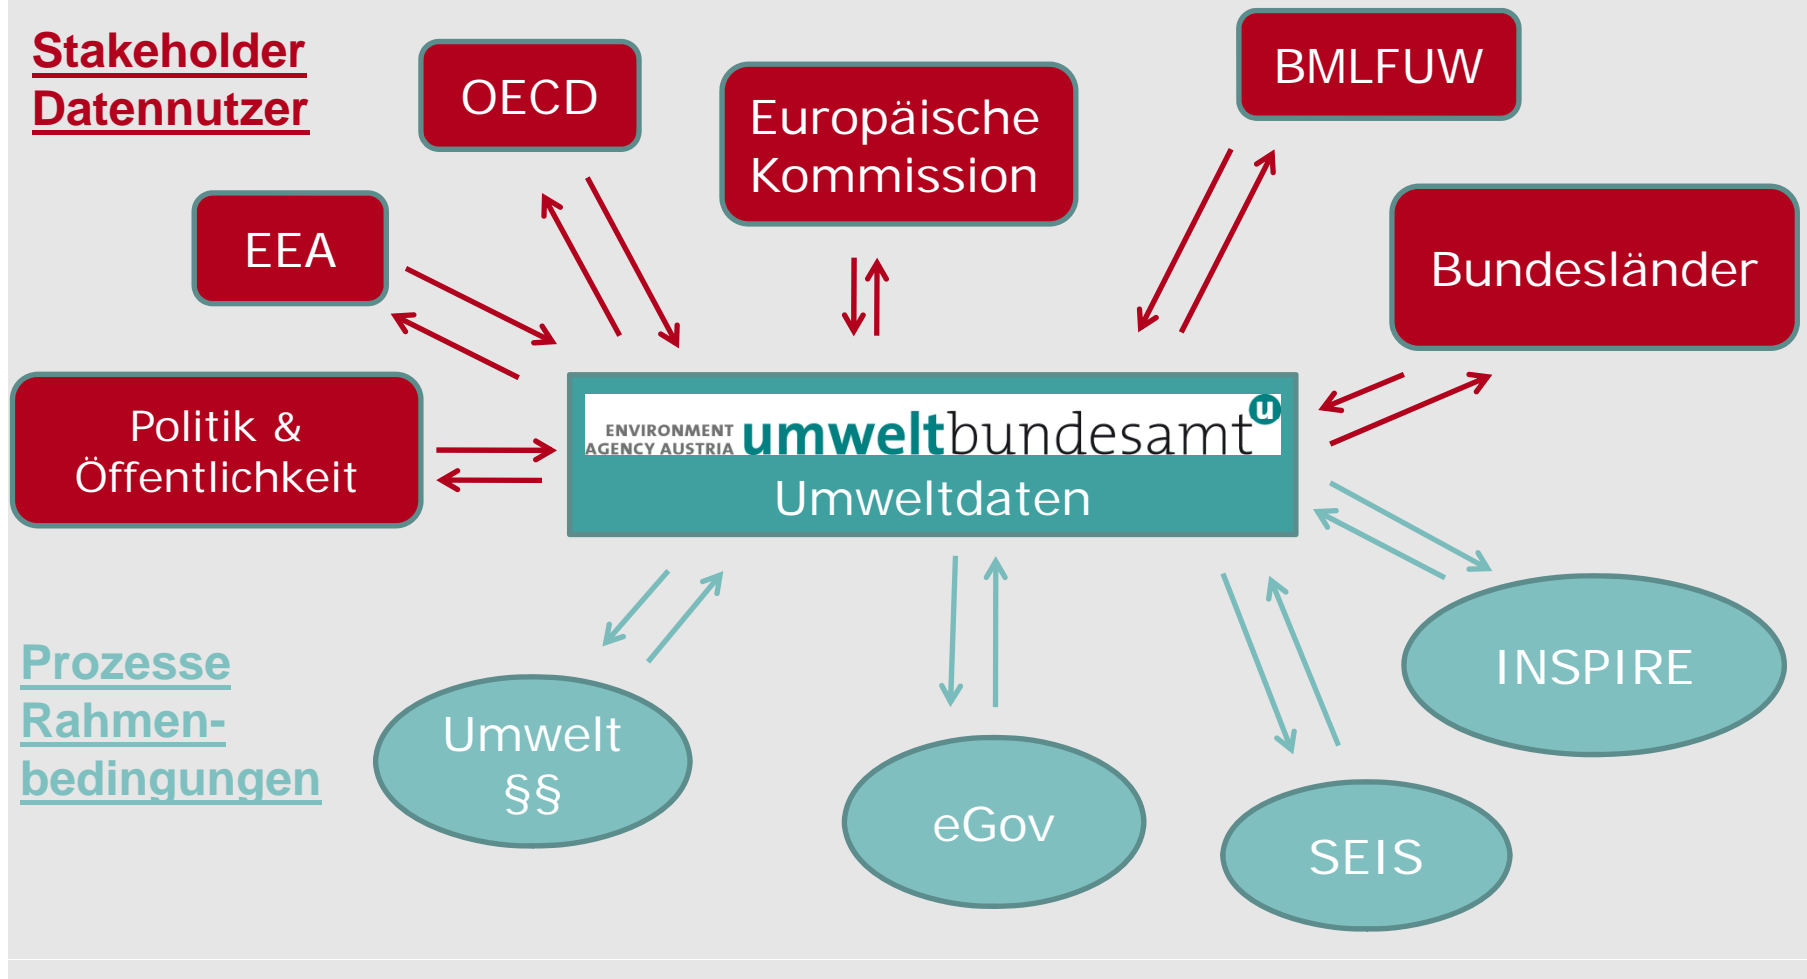 Stakeholder
Datennutzer
OECD
Europäische
Kommission
BMLFUW
EEA
Bundesländer
Politik &
Öffentlichkeit
ENVIRONMENT
AGENCY AUSTRIA umweltbundesamt u
Umweltdaten
Prozesse
Rahmen-
bedingungen
Umwelt
§§
eGov
SEIS
INSPIRE